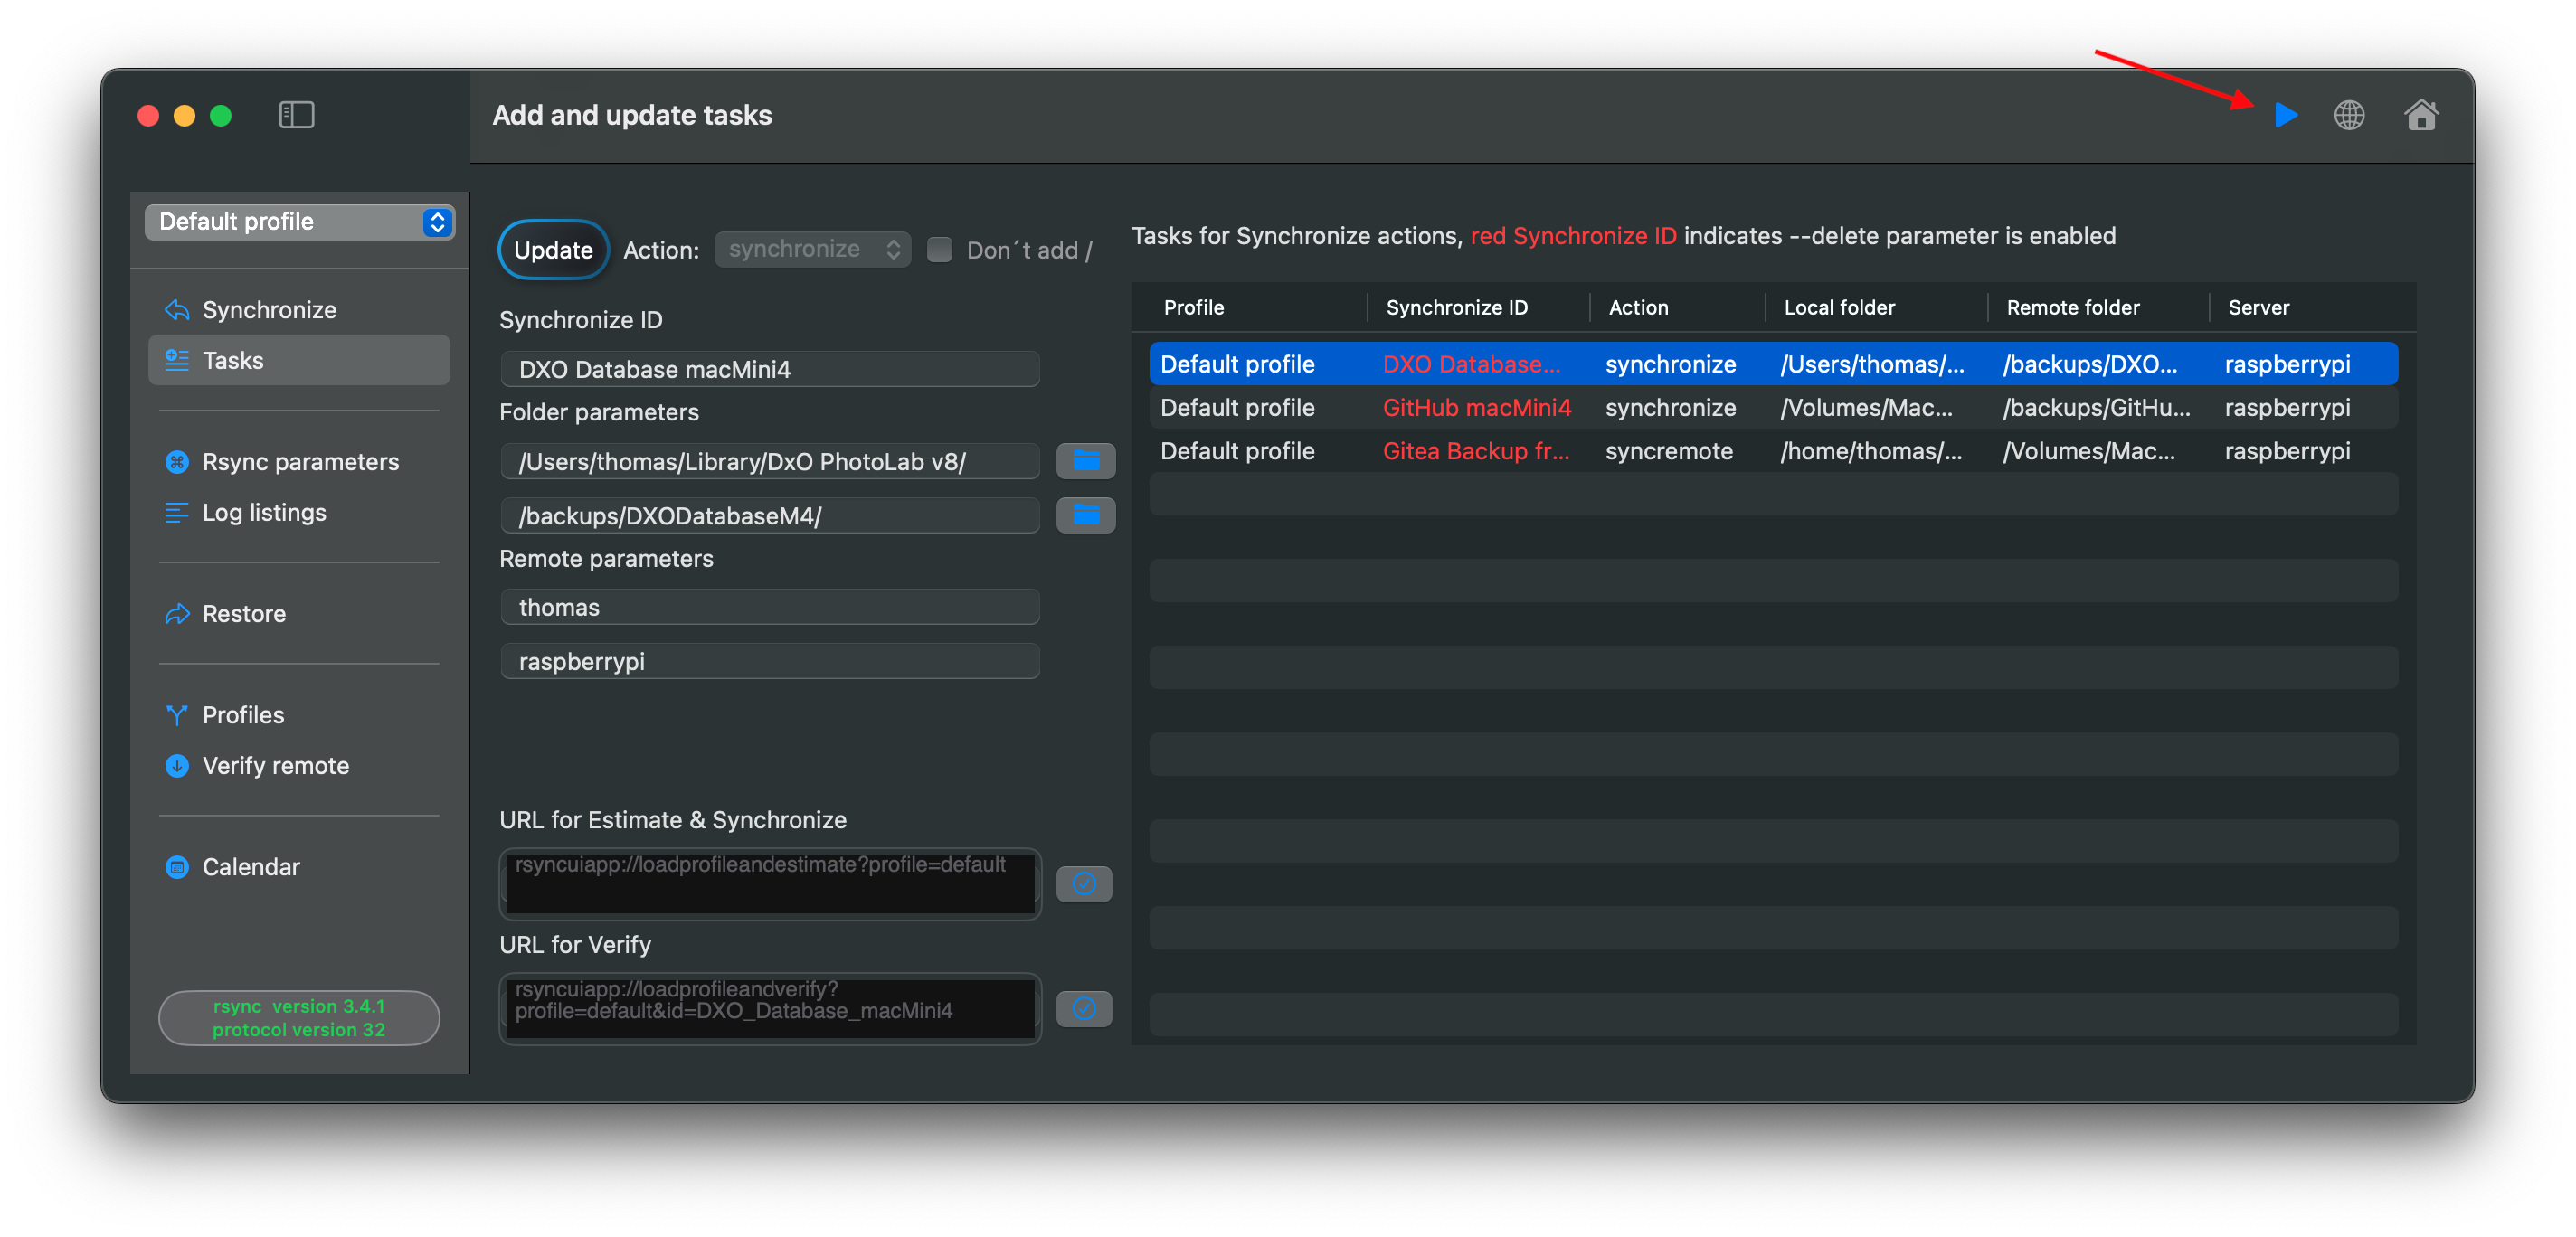 Add and update tasks
Default profile
Synchronize
Tasks
Rsync parameters
Log listings
Restore
Profiles
Verify remote
Calendar
rsync version 3.4.1
protocol version 32
Update Action: synchronize Don´t add /
Synchronize ID
DXO Database macMini4
Folder parameters
/Users/thomas/Library/DxO PhotoLab v8/
/backups/DXODatabaseM4/
Remote parameters
thomas
raspberrypi
URL for Estimate & Synchronize
rsyncuiapp://loadprofileandestimate?profile=default
URL for Verify
rsyncuiapp://loadprofileandverify?
profile=default&id=DXO_Database_macMini4
Tasks for Synchronize actions, red Synchronize ID indicates --delete parameter is enabled
Profile Synchronize ID Action Local folder Remote folder Server
Default profile DXO Database... synchronize /Users/thomas/... /backups/DXO... raspberrypi
Default profile GitHub macMini4 synchronize /Volumes/Mac... /backups/GitHu... raspberrypi
Default profile Gitea Backup fr... syncremote /home/thomas/... /Volumes/Mac... raspberrypi